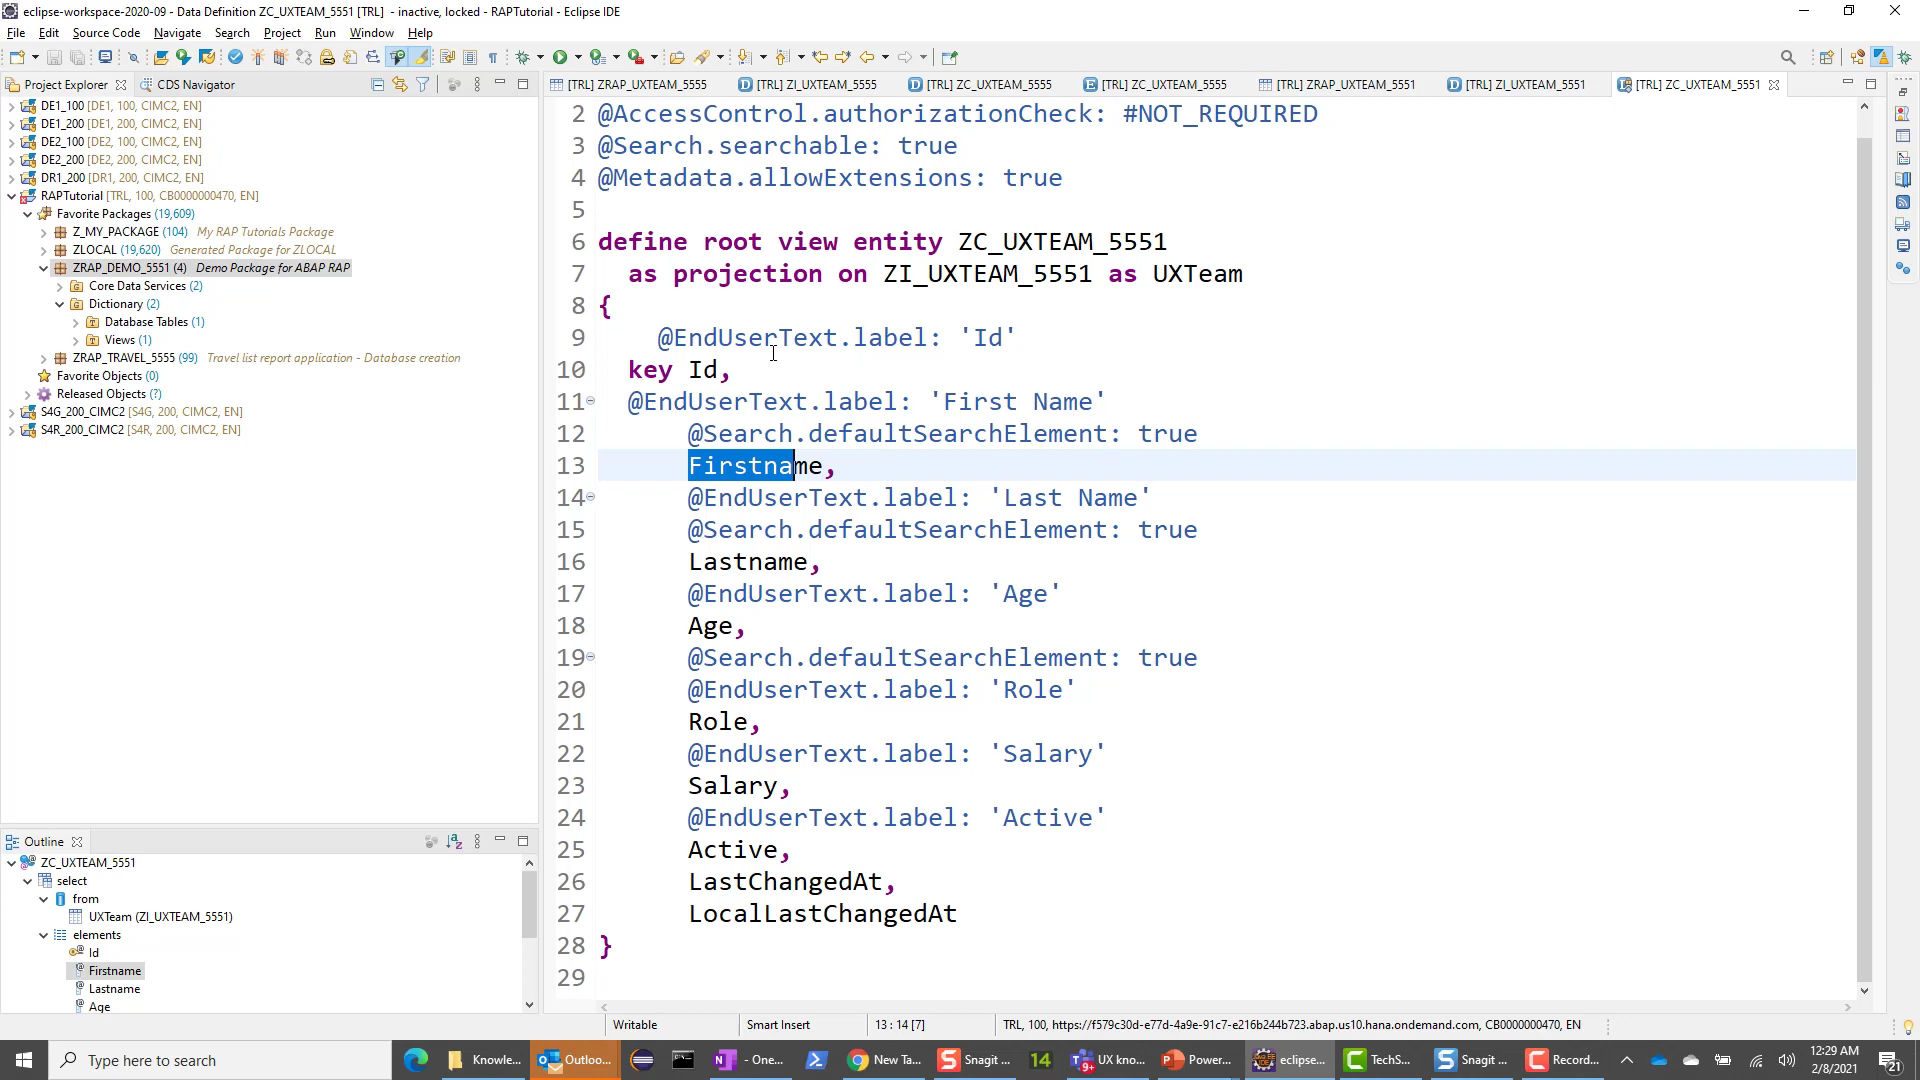 eclipse-workspace-2020-09 - Data Definition ZC_UXTEAM_5551 [TRL] - inactive, locked - RAPTutorial - Eclipse IDE
File Edit Source Code Navigate Search Project Run Window Help
Project Explorer CDS Navigator
[TRL] ZRAP_UXTEAM_5555 [TRL] ZI_UXTEAM_5555 [TRL] ZC_UXTEAM_5555 [TRL] ZC_UXTEAM_5555 [TRL] ZRAP_UXTEAM_5551 [TRL] ZI_UXTEAM_5551 [TRL] ZC_UXTEAM_5551
DE1_100 [DE1, 100, CIMC2, EN]
DE1_200 [DE1, 200, CIMC2, EN]
DE2_100 [DE2, 100, CIMC2, EN]
DE2_200 [DE2, 200, CIMC2, EN]
DR1_200 [DR1, 200, CIMC2, EN]
RAPTutorial [TRL, 100, CB0000000470, EN]
Favorite Packages (19,609)
Z_MY_PACKAGE (104) My RAP Tutorials Package
ZLOCAL (19,620) Generated Package for ZLOCAL
ZRAP_DEMO_5551 (4) Demo Package for ABAP RAP
Core Data Services (2)
Dictionary (2)
Database Tables (1)
Views (1)
ZRAP_TRAVEL_5555 (99) Travel list report application - Database creation
Favorite Objects (0)
Released Objects (?)
S4G_200_CIMC2 [S4G, 200, CIMC2, EN]
S4R_200_CIMC2 [S4R, 200, CIMC2, EN]
2 @AccessControl.authorizationCheck: #NOT_REQUIRED
3 @Search.searchable: true
4 @Metadata.allowExtensions: true
5
6 define root view entity ZC_UXTEAM_5551
7 as projection on ZI_UXTEAM_5551 as UXTeam
8 {
9 @EndUserText.label: 'Id'
10 key Id,
11 @EndUserText.label: 'First Name'
12 @Search.defaultSearchElement: true
13 Firstname,
14 @EndUserText.label: 'Last Name'
15 @Search.defaultSearchElement: true
16 Lastname,
17 @EndUserText.label: 'Age'
18 Age,
19 @Search.defaultSearchElement: true
20 @EndUserText.label: 'Role'
21 Role,
22 @EndUserText.label: 'Salary'
23 Salary,
24 @EndUserText.label: 'Active'
25 Active,
26 LastChangedAt,
27 LocalLastChangedAt
28 }
29
Outline
ZC_UXTEAM_5551
select
from
UXTeam (ZI_UXTEAM_5551)
elements
Id
Firstname
Lastname
Age
Writable Smart Insert 13 : 14 [7] TRL, 100, https://f579c30d-e77d-4a9e-91c7-e216b244b723.abap.us10.hana.ondemand.com, CB0000000470, EN
Type here to search Knowle... Outloo... - One... New Ta... Snagit ... 14 9+ UX kno... Power... eclipse... TechS... Snagit ... Record... 12:29 AM
2/8/2021 21